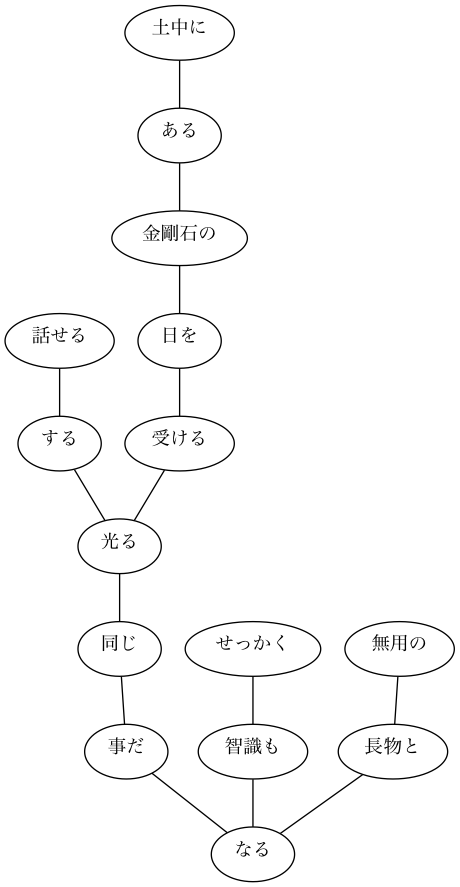 土中に
ある
金剛石の
話せる
日を
する
受ける
光る
同じ
せっかく
無用の
事だ
智識も
長物と
なる